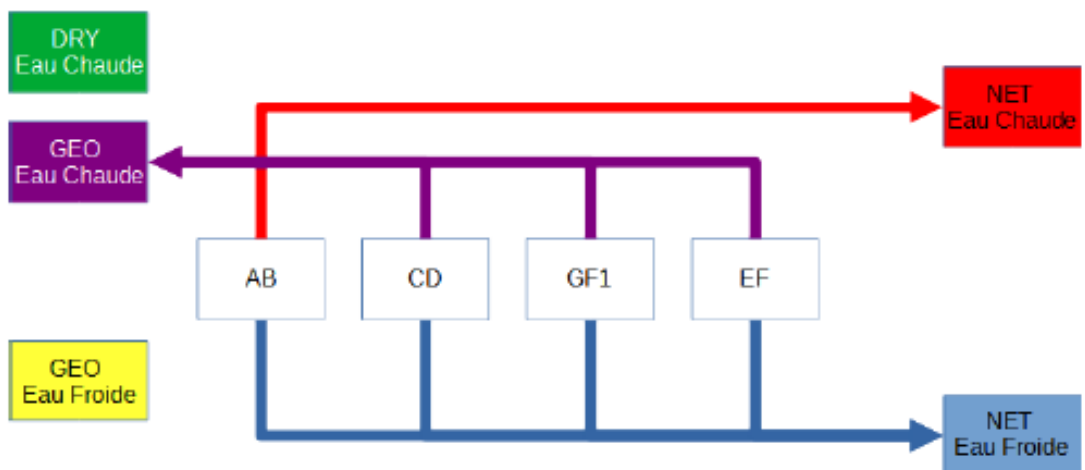 DRY
Eau Chaude
NET
Eau Chaude
GEO
Eau Chaude
AB
CD
GF1
EF
GEO
Eau Froide
NET
Eau Froide